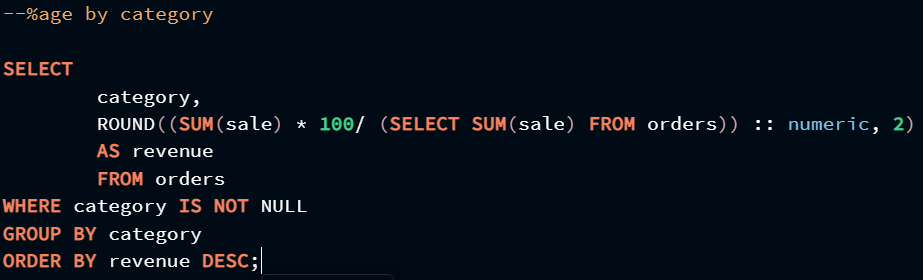 --%age by category
SELECT
category,
ROUND((SUM(sale) * 100/ (SELECT SUM(sale) FROM orders)) :: numeric, 2)
AS revenue
FROM orders
WHERE category IS NOT NULL
GROUP BY category
ORDER BY revenue DESC;